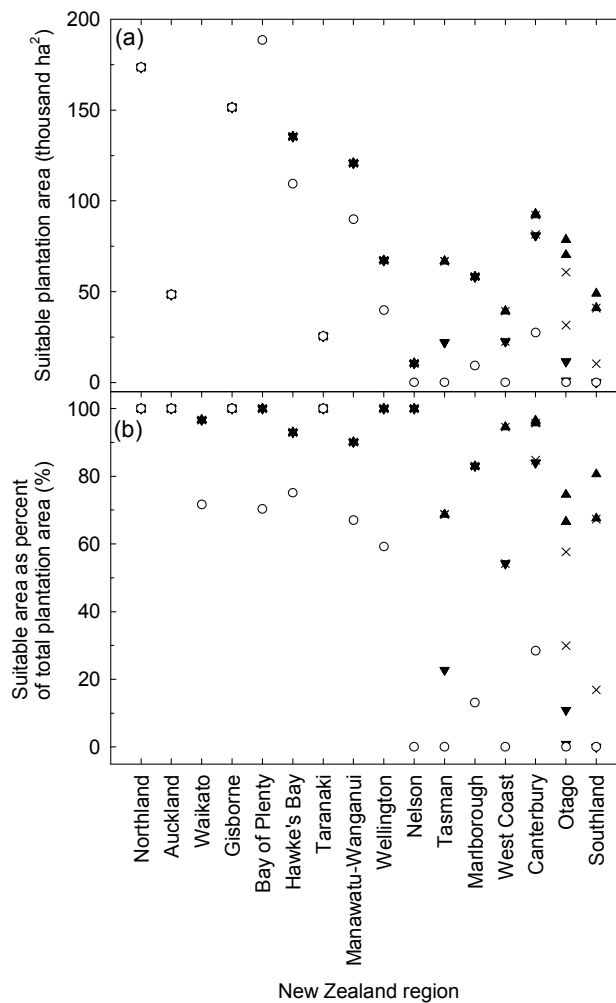 (a)
Suitable plantation area (thousand ha²)
200
150
100
50
0
(b)
Suitable area as percent
of total plantation area (%)
100
80
60
40
20
0
Northland
Auckland
Waikato
Gisborne
Bay of Plenty
Hawke's Bay
Taranaki
Manawatu-Wanganui
Wellington
Nelson
Tasman
Marlborough
West Coast
Canterbury
Otago
Southland
New Zealand region